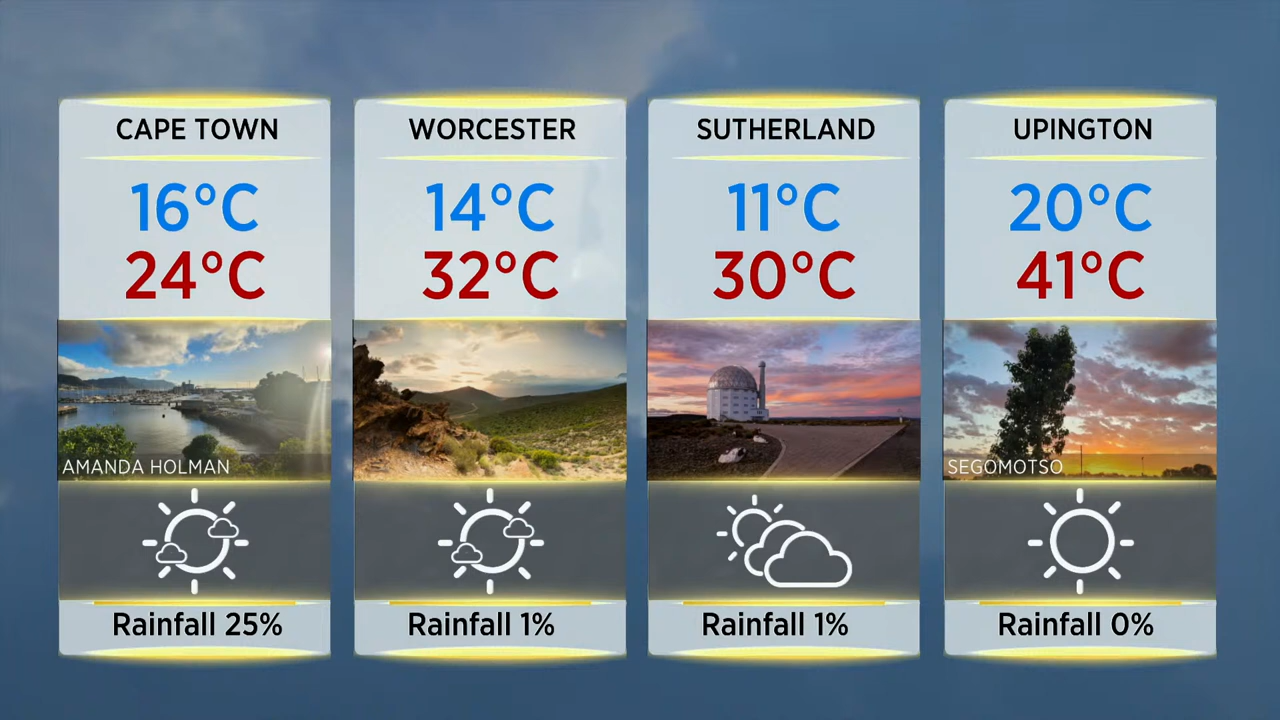 CAPE TOWN
16°C
24°C
AMANDA HOLMAN
Rainfall 25%
WORCESTER
14°C
32°C
Rainfall 1%
SUTHERLAND
11°C
30°C
Rainfall 1%
UPINGTON
20°C
41°C
SEGOMOTSO
Rainfall 0%